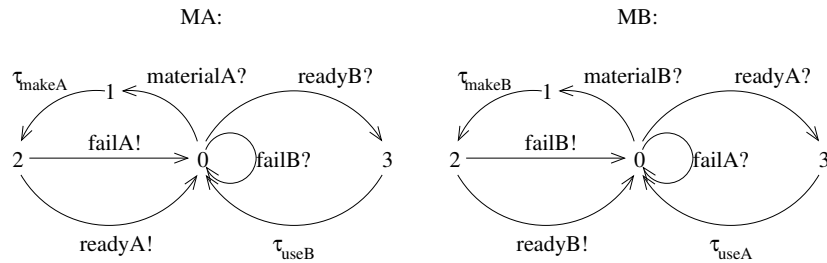 MA: MB:
τmakeA 1 materialA? readyB? τmakeB 1 materialB? readyA?
2 failA! 0 failB? 3 2 failB! 0 failA? 3
readyA! τuseB readyB! τuseA